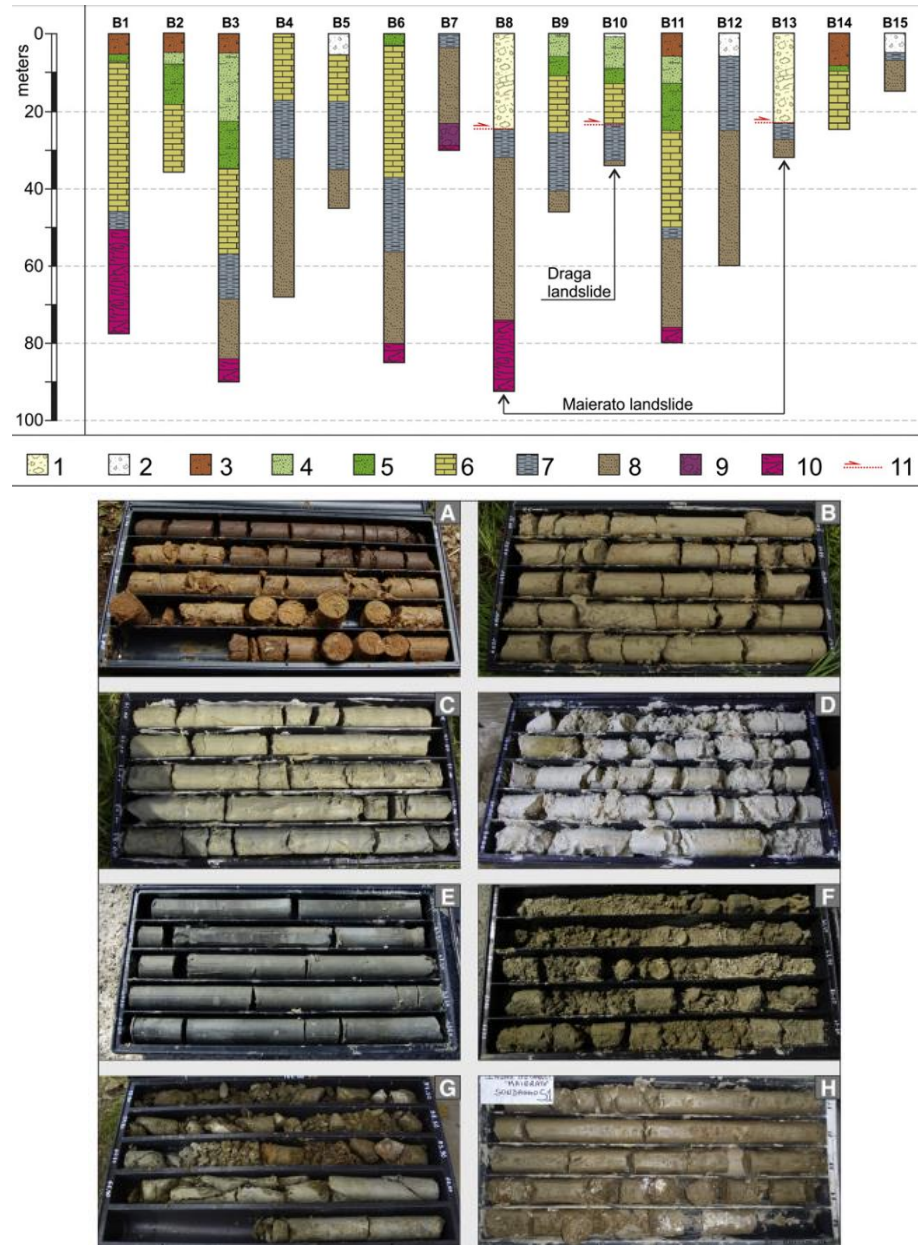 B1 B2 B3 B4 B5 B6 B7 B8 B9 B10 B11 B12 B13 B14 B15
meters
0
20
40
60
80
100
Draga
landslide
Maierato landslide
1 2 3 4 5 6 7 8 9 10 11
A
B
C
D
E
F
G
H
"MAIERATO
SONDAGGIO S1